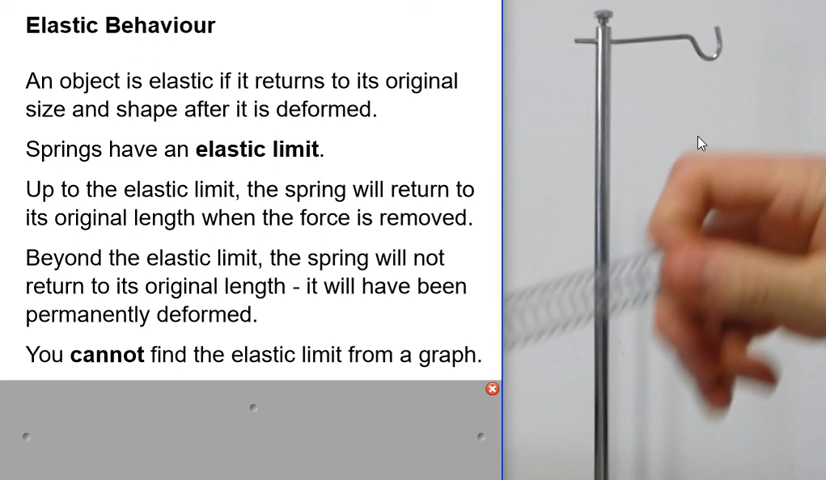 Elastic Behaviour
An object is elastic if it returns to its original
size and shape after it is deformed.
Springs have an elastic limit.
Up to the elastic limit, the spring will return to
its original length when the force is removed.
Beyond the elastic limit, the spring will not
return to its original length - it will have been
permanently deformed.
You cannot find the elastic limit from a graph.